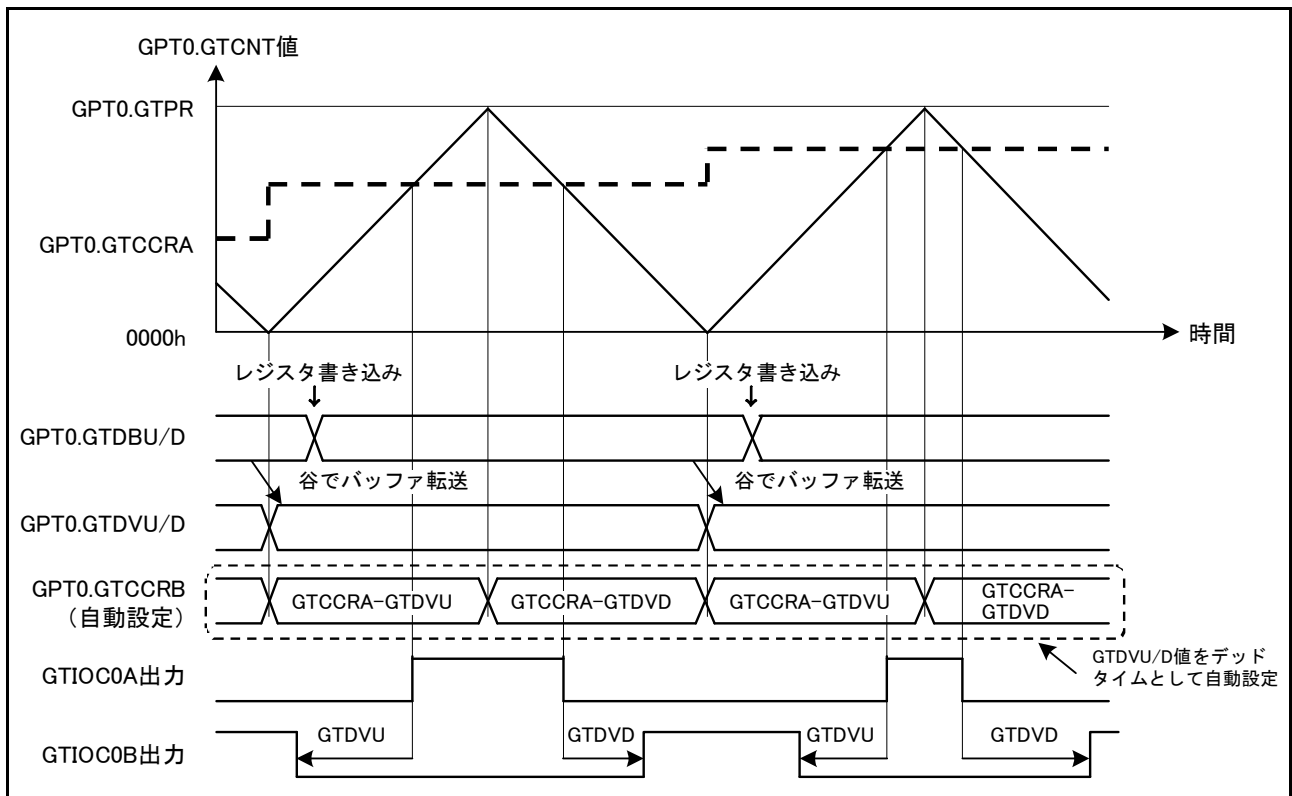 GPT0.GTCNT値
GPT0.GTPR
GPT0.GTCCRA
0000h
時間
レジスタ書き込み
レジスタ書き込み
GPT0.GTDBU/D
谷でバッファ転送
谷でバッファ転送
GPT0.GTDVU/D
GPT0.GTCCRB
（自動設定）
GTCCRA-GTDVU
GTCCRA-GTDVD
GTCCRA-GTDVU
GTCCRA-
GTDVD
GTDVU/D値をデッド
タイムとして自動設定
GTIOC0A出力
GTIOC0B出力
GTDVU
GTDVD
GTDVU
GTDVD